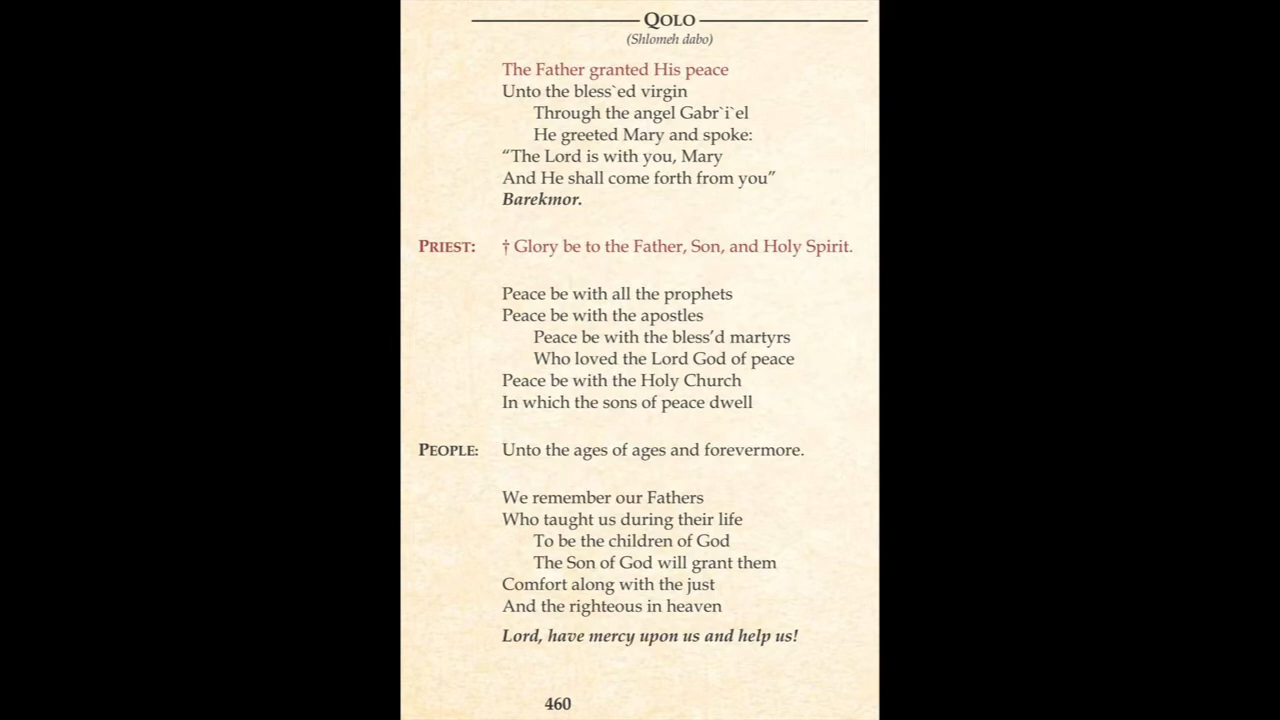 QOLO
(Shlomeh dabo)
The Father granted His peace
Unto the bless`ed virgin
Through the angel Gabr`i`el
He greeted Mary and spoke:
“The Lord is with you, Mary
And He shall come forth from you”
Barekmor.
PRIEST: † Glory be to the Father, Son, and Holy Spirit.
Peace be with all the prophets
Peace be with the apostles
Peace be with the bless’d martyrs
Who loved the Lord God of peace
Peace be with the Holy Church
In which the sons of peace dwell
PEOPLE: Unto the ages of ages and forevermore.
We remember our Fathers
Who taught us during their life
To be the children of God
The Son of God will grant them
Comfort along with the just
And the righteous in heaven
Lord, have mercy upon us and help us!
460